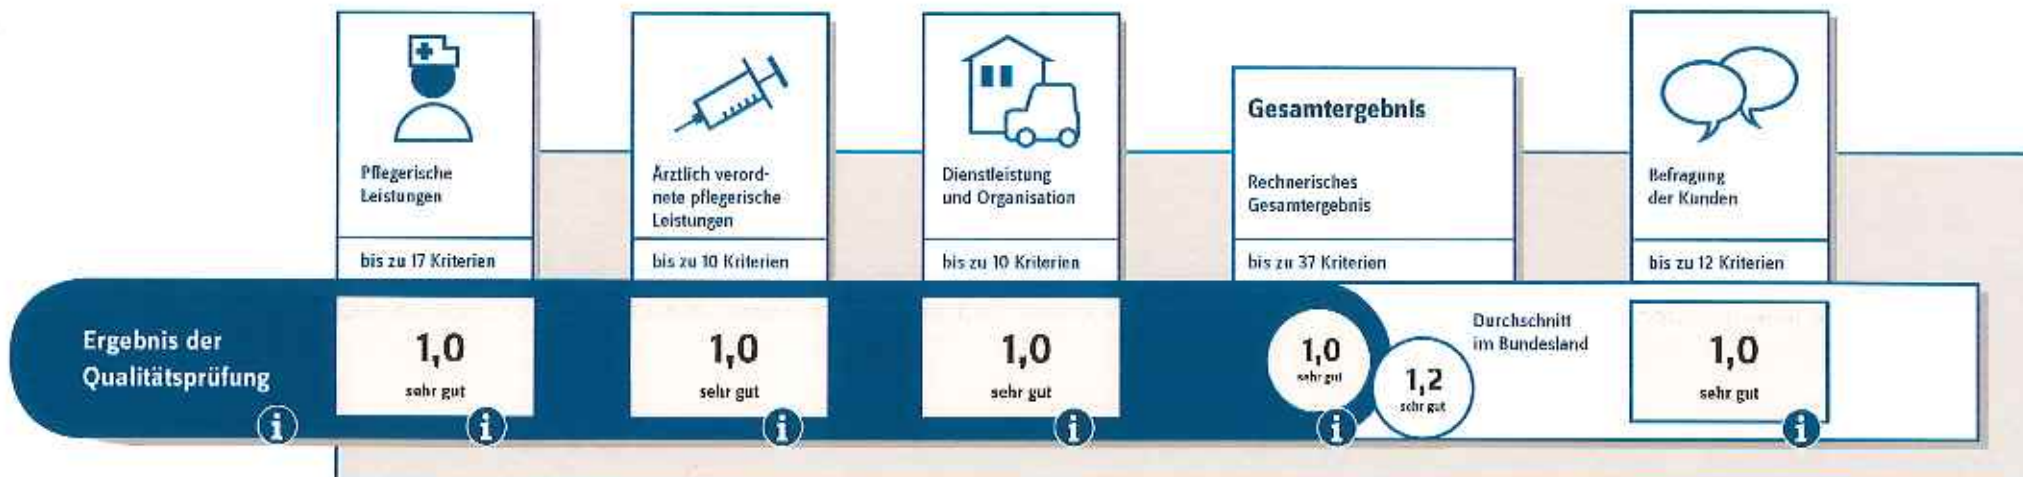 Pflegerische
Leistungen
bis zu 17 Kriterien
Ärztlich verord-
nete pflegerische
Leistungen
bis zu 10 Kriterien
Dienstleistung
und Organisation
bis zu 10 Kriterien
Gesamtergebnis
Rechnerisches
Gesamtergebnis
bis zu 37 Kriterien
Befragung
der Kunden
bis zu 12 Kriterien
Ergebnis der
Qualitätsprüfung
i
1,0
sehr gut
i
1,0
sehr gut
i
1,0
sehr gut
i
1,0
sehr gut
i
1,2
sehr gut
Durchschnitt
im Bundesland
1,0
sehr gut
i